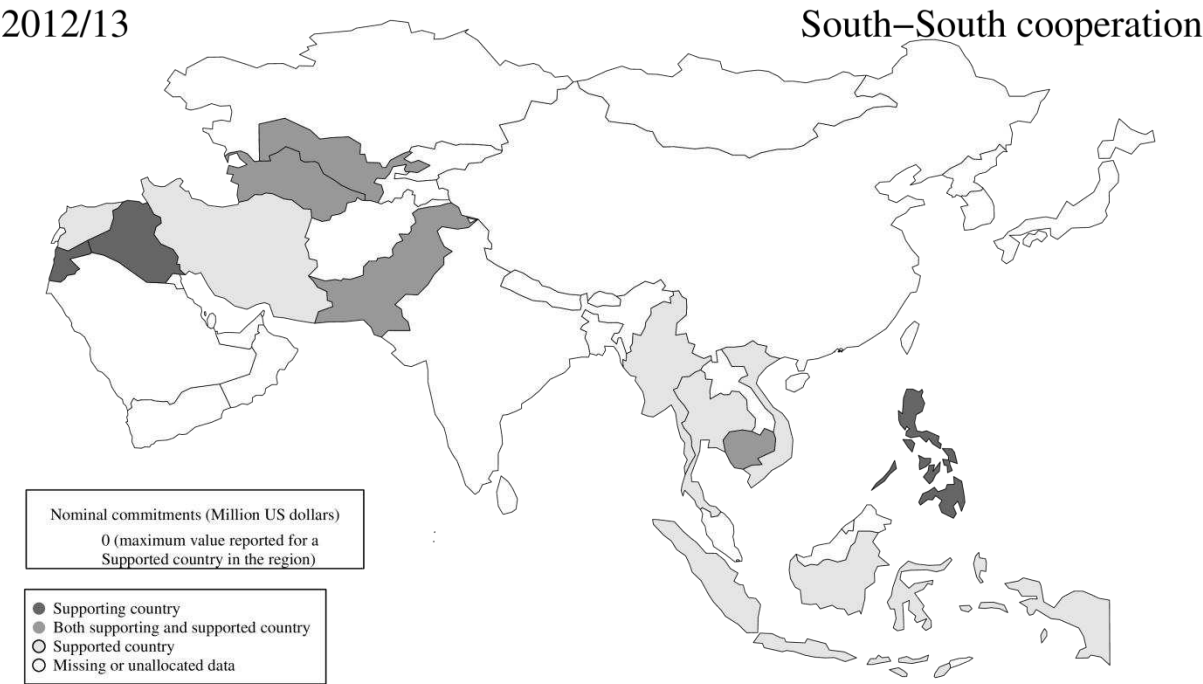 2012/13
South−South cooperation
Nominal commitments (Million US dollars)
0 (maximum value reported for a
Supported country in the region)
Supporting country
Both supporting and supported country
Supported country
Missing or unallocated data